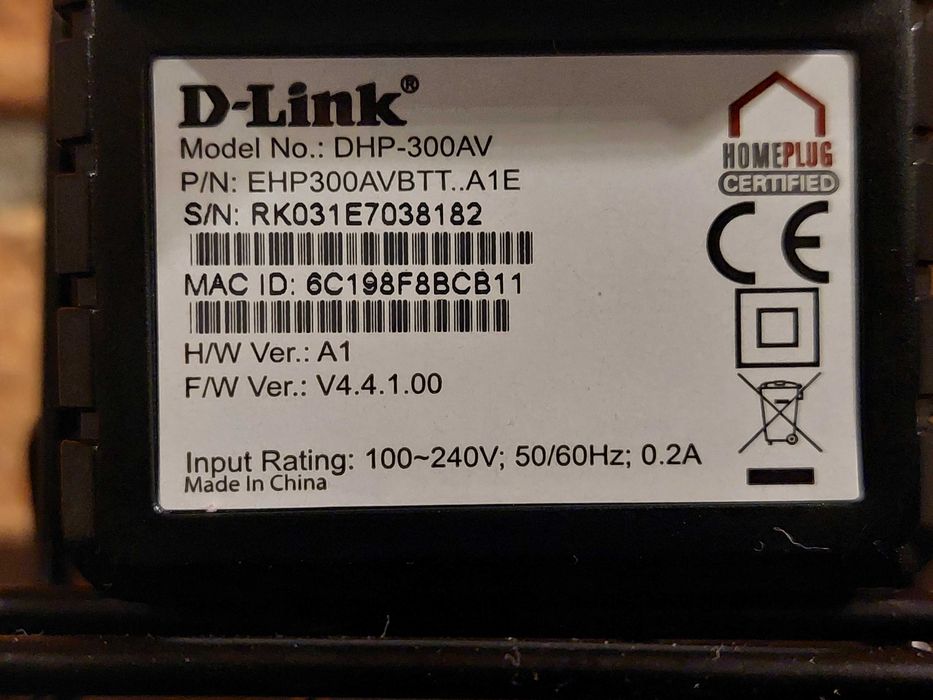 D-Link®
Model No.: DHP-300AV
P/N: EHP300AVBTT..A1E
S/N: RK031E7038182
MAC ID: 6C198F8BCB11
H/W Ver.: A1
F/W Ver.: V4.4.1.00
Input Rating: 100~240V; 50/60Hz; 0.2A
Made In China
HOMEPLUG
CERTIFIED
CE